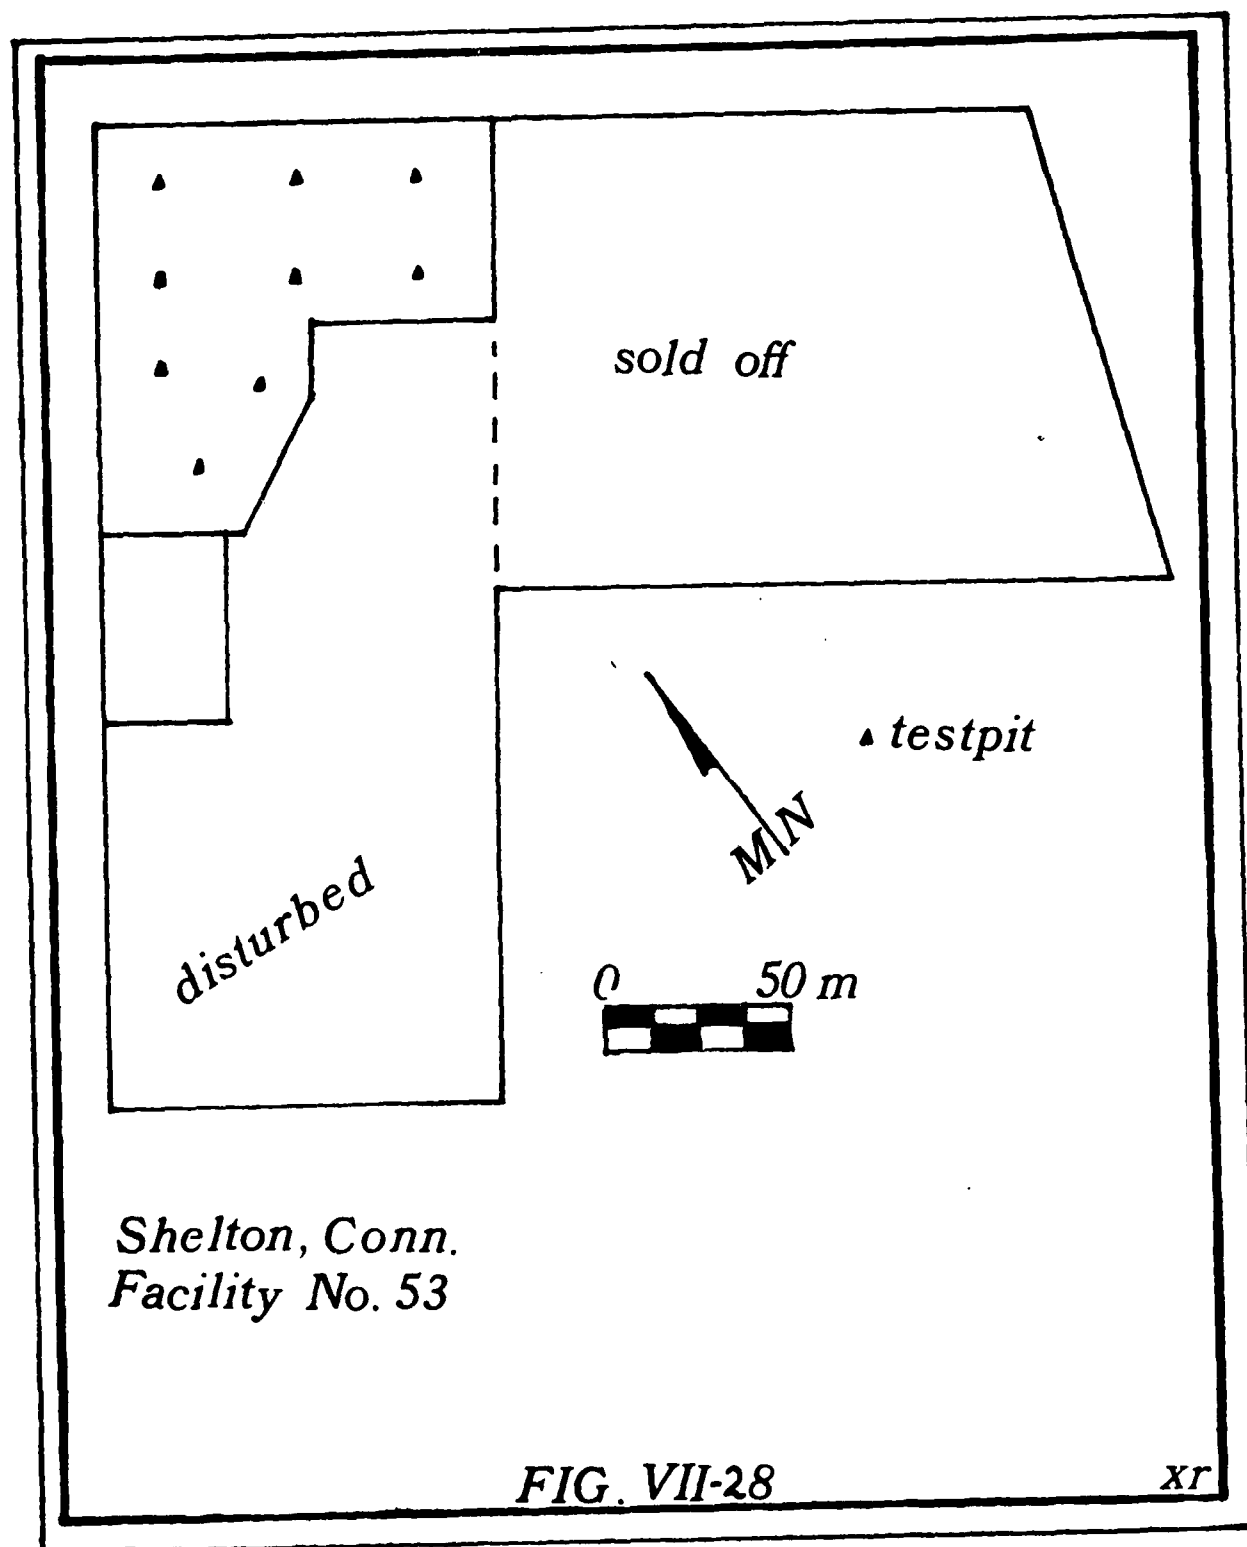 sold off
testpit
MN
disturbed
0 50 m
Shelton, Conn.
Facility No. 53
FIG. VII-28
xr